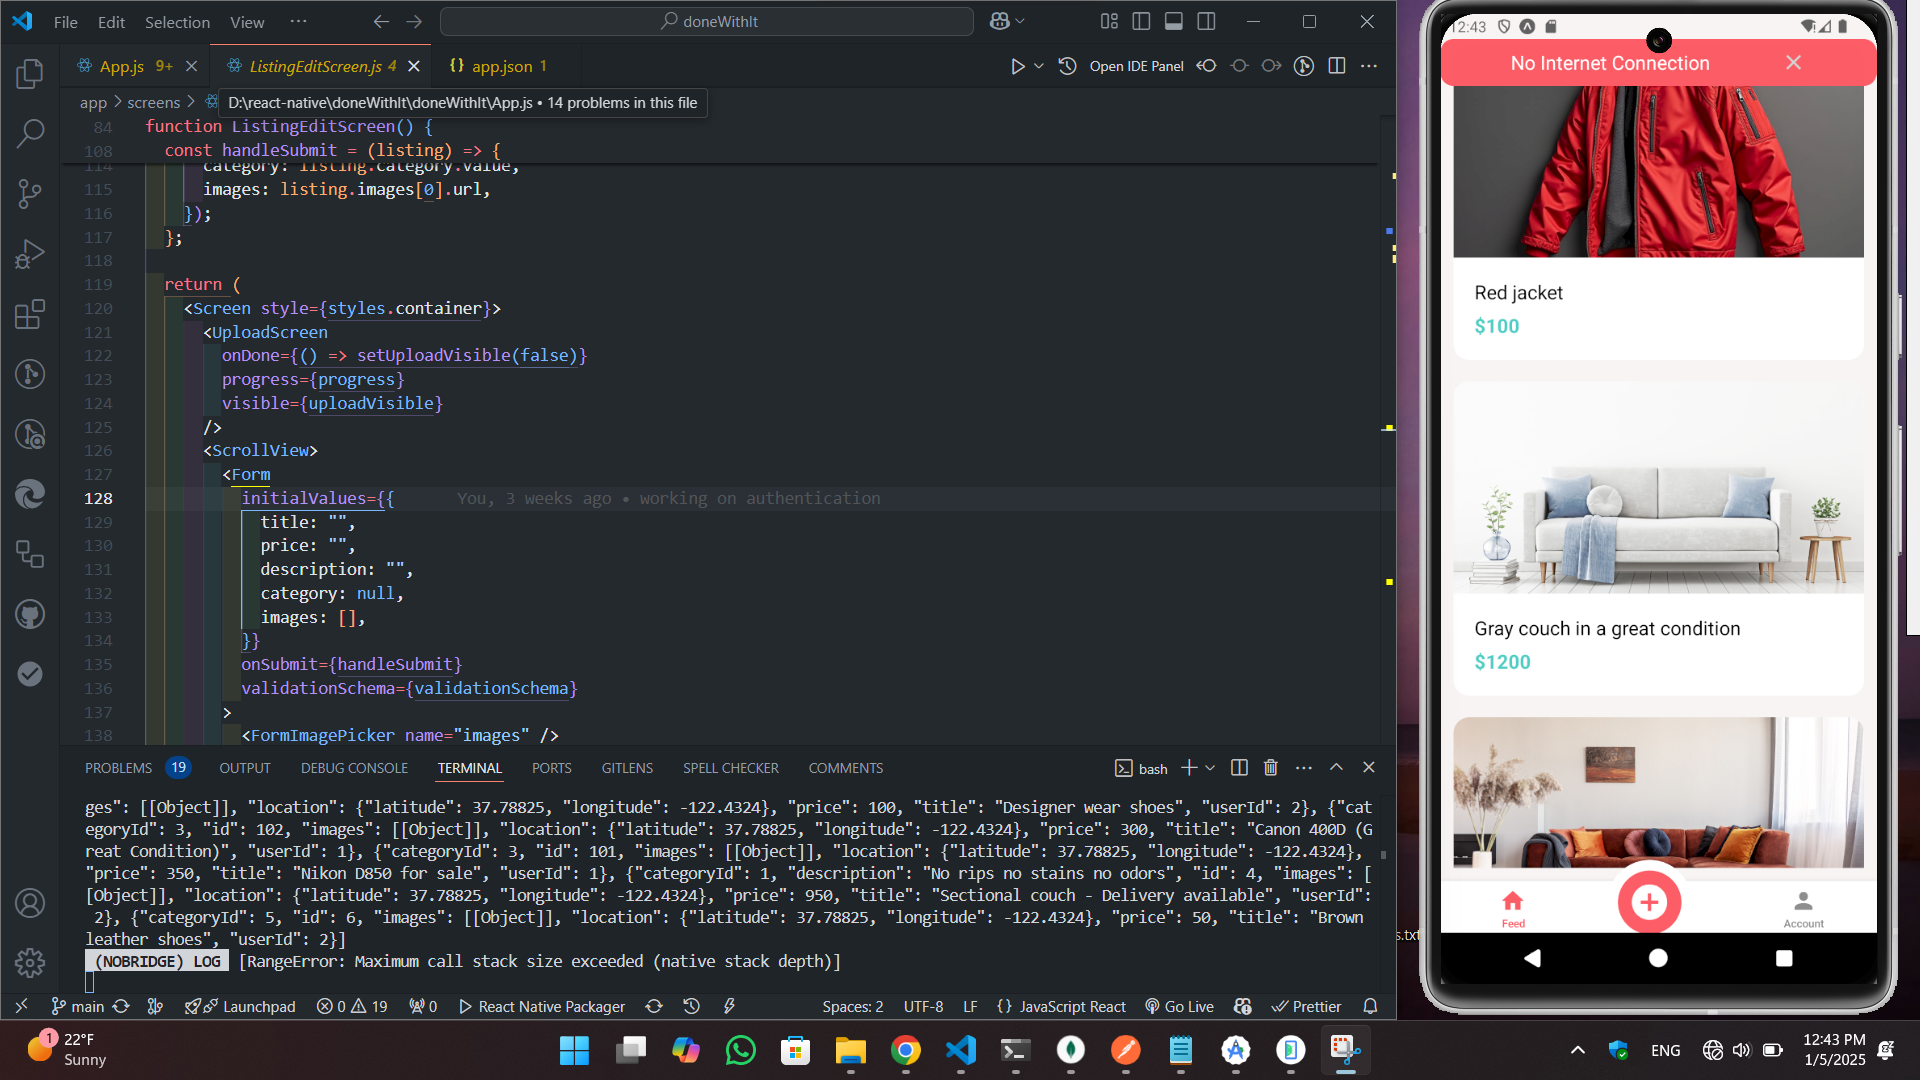 File Edit Selection View ··· doneWithIt
App.js 9+ ListingEditScreen.js 4 {} app.json 1 Open IDE Panel
app > screens > D:\react-native\doneWithIt\doneWithIt\App.js • 14 problems in this file
84 function ListingEditScreen() {
108 const handleSubmit = (listing) => {
114 category: listing.category.value,
115 images: listing.images[0].url,
116 });
117 };
118
119 return (
120 <Screen style={styles.container}>
121 <UploadScreen
122 onDone={() => setUploadVisible(false)}
123 progress={progress}
124 visible={uploadVisible}
125 />
126 <ScrollView>
127 <Form
128 initialValues={{ You, 3 weeks ago • working on authentication
129 title: "",
130 price: "",
131 description: "",
132 category: null,
133 images: [],
134 }}
135 onSubmit={handleSubmit}
136 validationSchema={validationSchema}
137 >
138 <FormImagePicker name="images" />
PROBLEMS 19 OUTPUT DEBUG CONSOLE TERMINAL PORTS GITLENS SPELL CHECKER COMMENTS bash
ges": [[Object]], "location": {"latitude": 37.78825, "longitude": -122.4324}, "price": 100, "title": "Designer wear shoes", "userId": 2}, {"cat
egoryId": 3, "id": 102, "images": [[Object]], "location": {"latitude": 37.78825, "longitude": -122.4324}, "price": 300, "title": "Canon 400D (G
reat Condition)", "userId": 1}, {"categoryId": 3, "id": 101, "images": [[Object]], "location": {"latitude": 37.78825, "longitude": -122.4324},
"price": 350, "title": "Nikon D850 for sale", "userId": 1}, {"categoryId": 1, "description": "No rips no stains no odors", "id": 4, "images": [
[Object]], "location": {"latitude": 37.78825, "longitude": -122.4324}, "price": 950, "title": "Sectional couch - Delivery available", "userId":
2}, {"categoryId": 5, "id": 6, "images": [[Object]], "location": {"latitude": 37.78825, "longitude": -122.4324}, "price": 50, "title": "Brown
leather shoes", "userId": 2}]
(NOBRIDGE) LOG [RangeError: Maximum call stack size exceeded (native stack depth)]
main Launchpad 0 19 0 React Native Packager Spaces: 2 UTF-8 LF {} JavaScript React Go Live Prettier
12:43
No Internet Connection
Red jacket
$100
Gray couch in a great condition
$1200
Feed Account
s.txt
1 22°F
Sunny
ENG
12:43 PM
1/5/2025